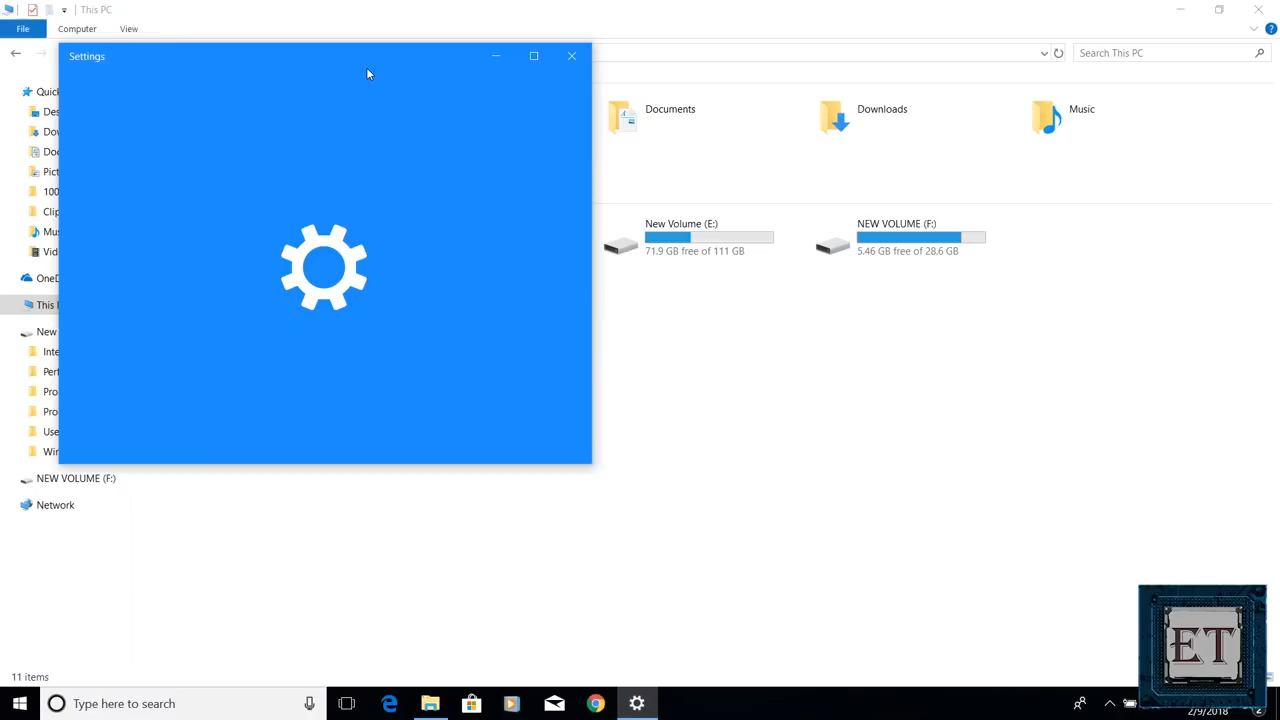 This PC
File Computer View
Settings
Search This PC
Quic
Des
Dov
Doc
Pict
100
Clip
Mus
Vid
OneD
This
New
Inte
Perf
Pro
Pro
Use
Win
NEW VOLUME (F:)
Network
Documents
Downloads
Music
New Volume (E:)
71.9 GB free of 111 GB
NEW VOLUME (F:)
5.46 GB free of 28.6 GB
11 items
ET
Type here to search
2/9/2018
2